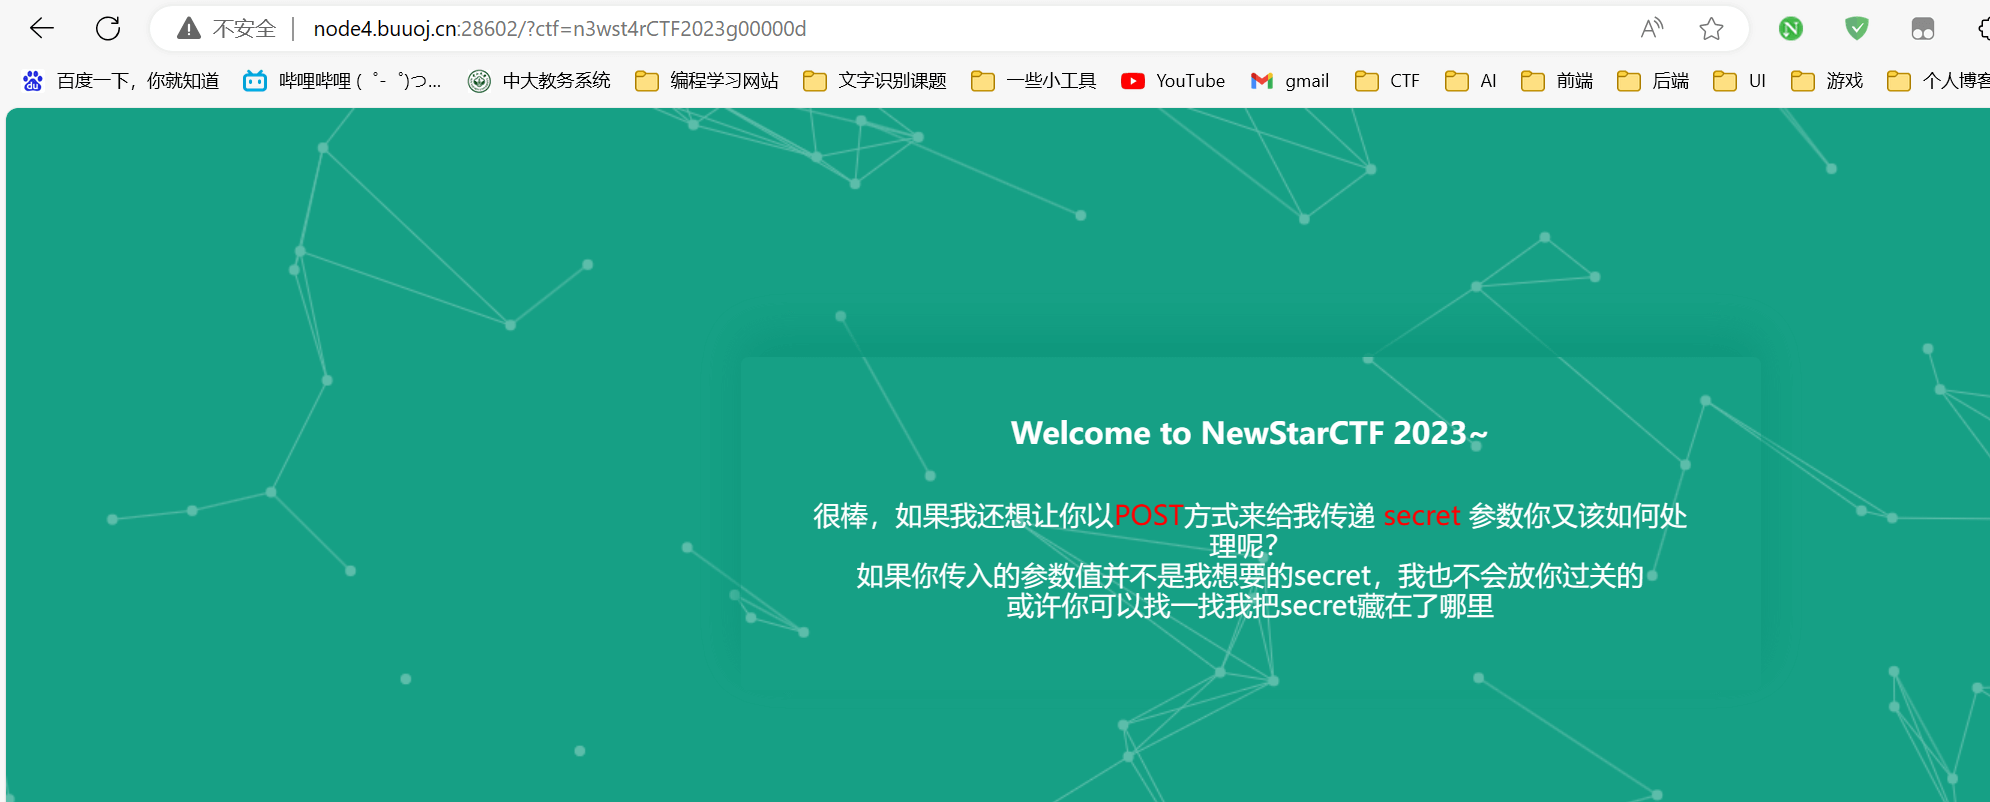 不安全 node4.buuoj.cn:28602/?ctf=n3wst4rCTF2023g00000d
百度一下，你就知道 哔哩哔哩 ( ゜- ゜)つ... 中大教务系统 编程学习网站 文字识别课题 一些小工具 YouTube gmail CTF AI 前端 后端 UI 游戏 个人博客
Welcome to NewStarCTF 2023~
很棒，如果我还想让你以POST方式来给我传递 secret 参数你又该如何处
理呢？
如果你传入的参数值并不是我想要的secret，我也不会放你过关的
或许你可以找一找我把secret藏在了哪里